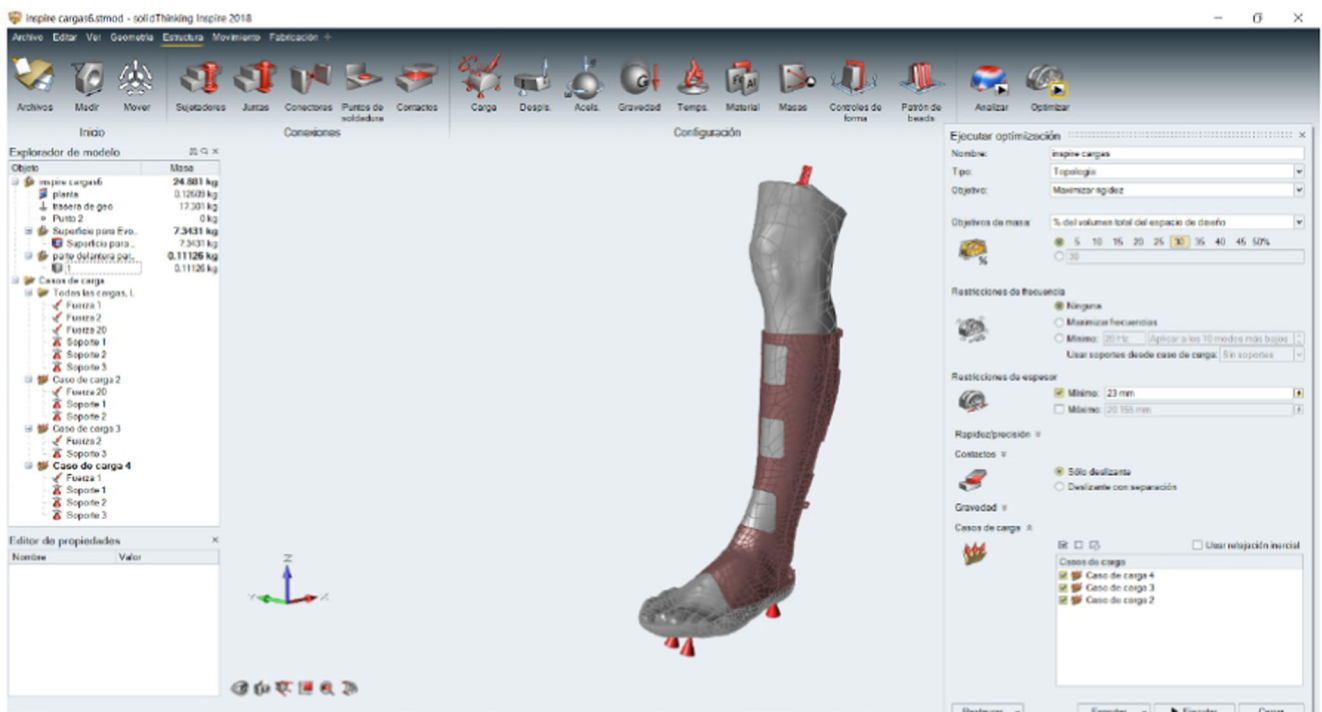 inspire cargas6.stmod - solidThinking Inspire 2018
Archivo Editar Ver Geometría Estructura Movimiento Fabricación +
Archivos Medir Mover Sujetadores Juntas Conectores Puntos de soldadura Contactos Carga Despls. Acels. Gravedad Temps. Material Masas Controles de forma Patrón de beads Analizar Optimizar
Inicio Conexiones Configuración
Explorador de modelo
Objeto Masa
inspire cargas6 24.881 kg
planta 0.12609 kg
trasera de geo 17.301 kg
Punto 2 0 kg
Superficie para Evo.. 7.3431 kg
Superficie para .. 7.3431 kg
parte delantera par.. 0.11126 kg
1 0.11126 kg
Casos de carga
Todas las cargas, l.
Fuerza 1
Fuerza 2
Fuerza 20
Soporte 1
Soporte 2
Soporte 3
Caso de carga 2
Fuerza 20
Soporte 1
Soporte 2
Caso de carga 3
Fuerza 2
Soporte 3
Caso de carga 4
Fuerza 1
Soporte 1
Soporte 2
Soporte 3
Editor de propiedades
Nombre Valor
Z
Y X
Ejecutar optimización
Nombre: inspire cargas
Tipo: Topología
Objetivo: Maximizar rigidez
Objetivos de masa: % del volumen total del espacio de diseño
5 10 15 20 25 30 35 40 45 50%
30
Restricciones de frecuencia
Ninguna
Maximizar frecuencias
Mínimo: 20 Hz Aplicar a los 10 modos más bajos
Usar soportes desde caso de carga: Sin soportes
Restricciones de espesor
Mínimo: 23 mm
Máximo: 20.155 mm
Rapidez/precisión
Contactos
Sólo deslizante
Deslizante con separación
Gravedad
Casos de carga
Usar relajación inercial
Casos de carga
Caso de carga 4
Caso de carga 3
Caso de carga 2